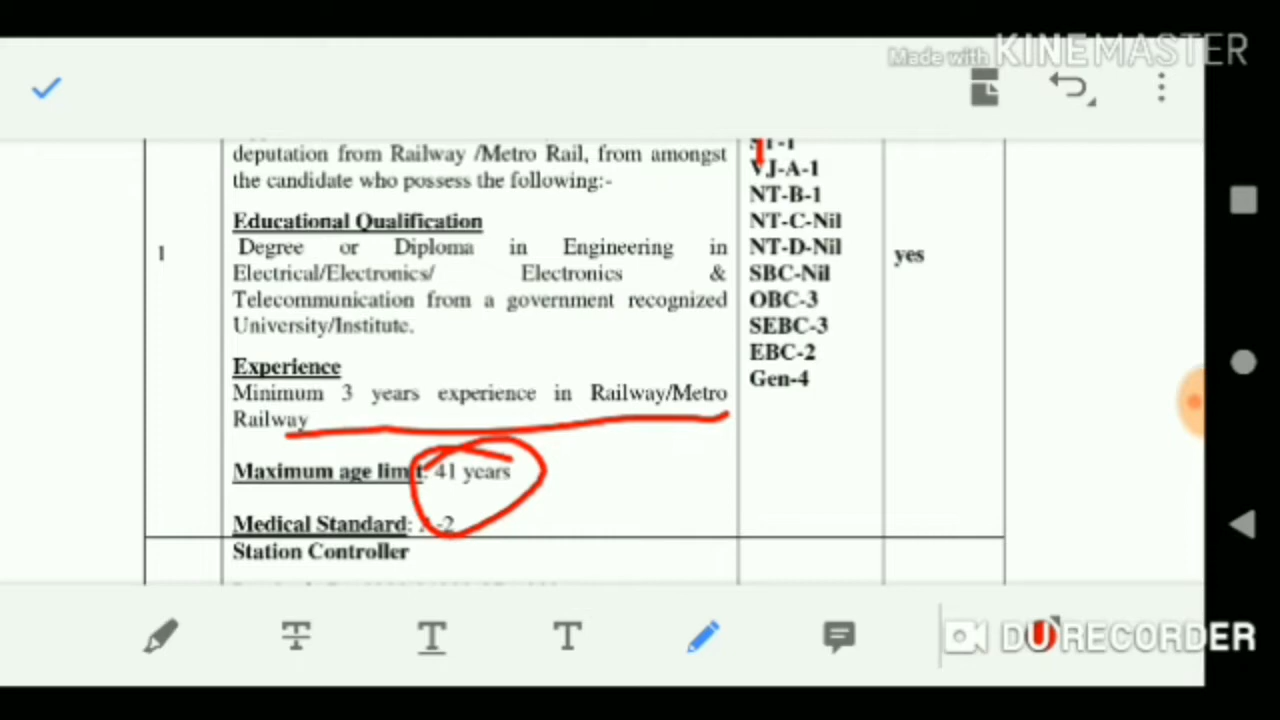 Made with KINEMASTER
deputation from Railway /Metro Rail, from amongst
the candidate who possess the following:-
Educational Qualification
Degree or Diploma in Engineering in
Electrical/Electronics/ Electronics &
Telecommunication from a government recognized
University/Institute.
Experience
Minimum 3 years experience in Railway/Metro
Railway
Maximum age limit: 41 years
Medical Standard: A-2
1
VJ-A-1
NT-B-1
NT-C-Nil
NT-D-Nil
SBC-Nil
OBC-3
SEBC-3
EBC-2
Gen-4
yes
Station Controller
DU RECORDER